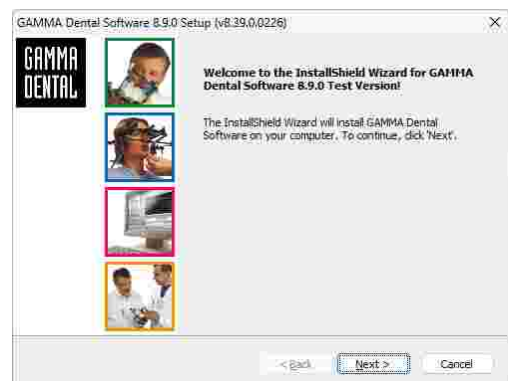 GAMMA Dental Software 8.9.0 Setup (v8.39.0.0226)
GAMMA
DENTAL
Welcome to the InstallShield Wizard for GAMMA
Dental Software 8.9.0 Test Version!
The InstallShield Wizard will install GAMMA Dental
Software on your computer. To continue, click 'Next'.
< Back
Next >
Cancel